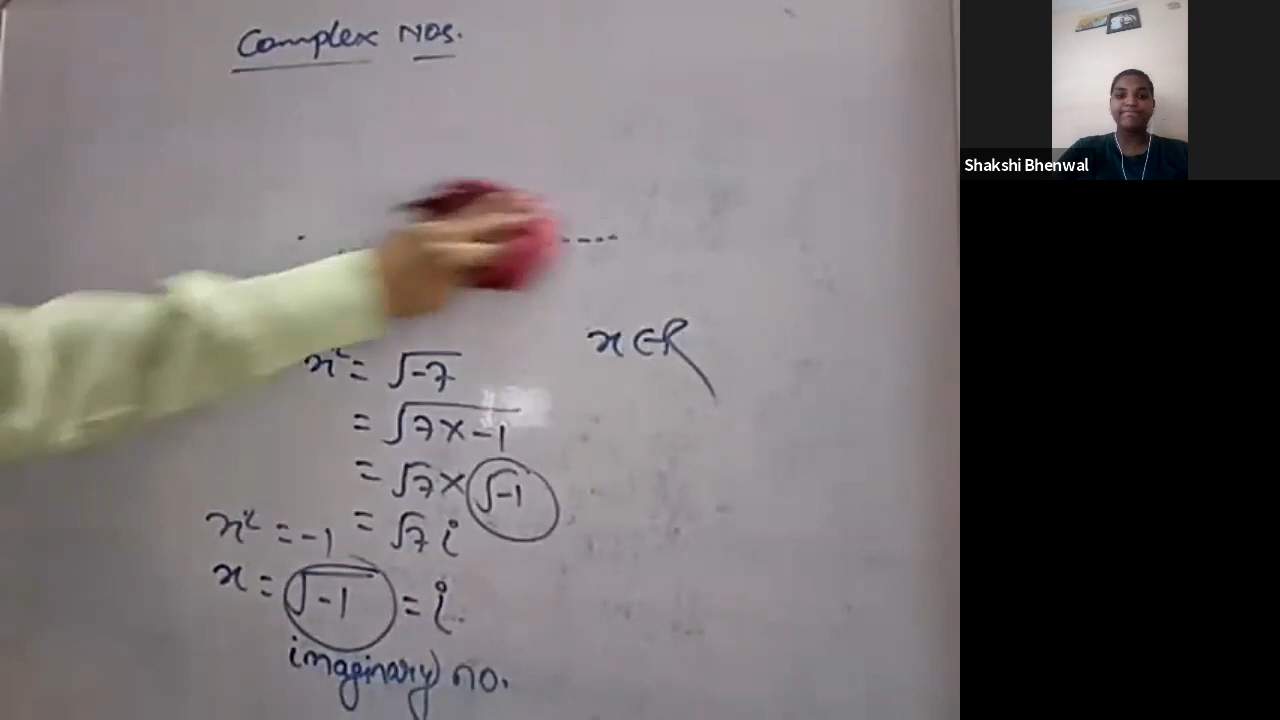 Complex Nos.
Shakshi Bhenwal
x ∈ R
x² = √-7
= √7 x -1
= √7 x √-1
x² = -1
= √7 i
x = √-1 = i.
imaginary no.